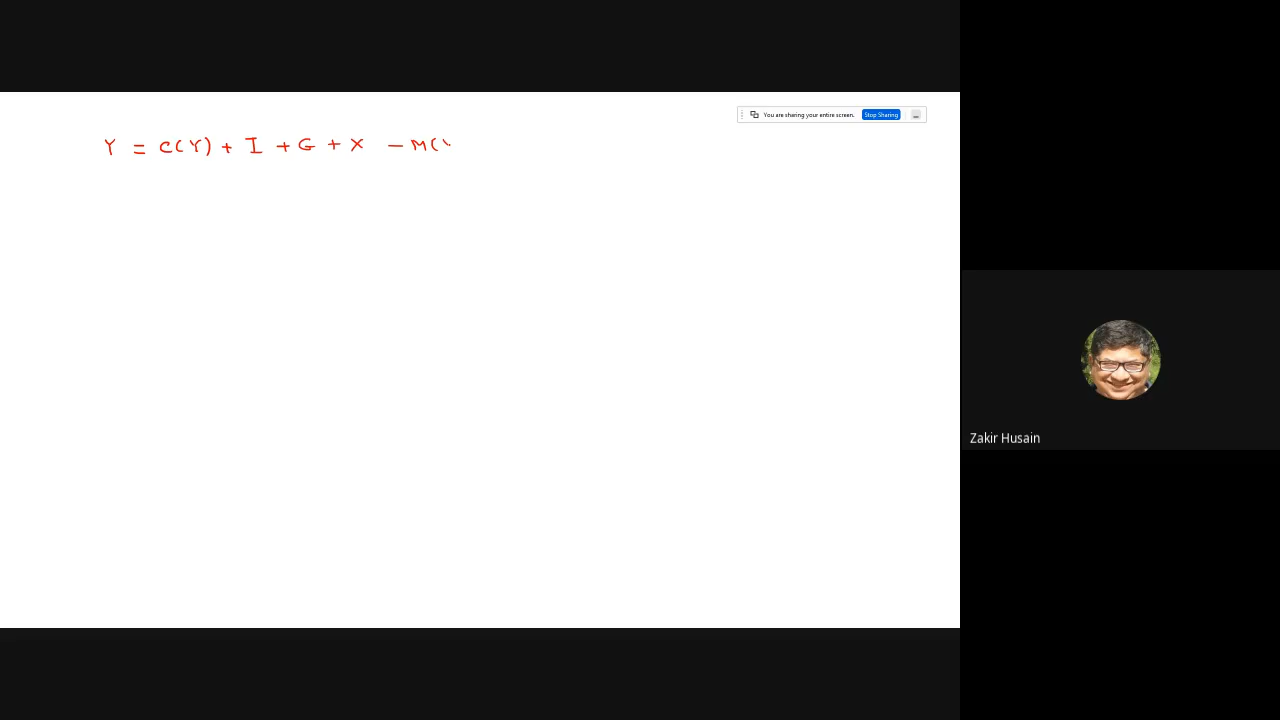 You are sharing your entire screen. Stop Sharing
Y = C(Y) + I + G + X - M(
Zakir Husain